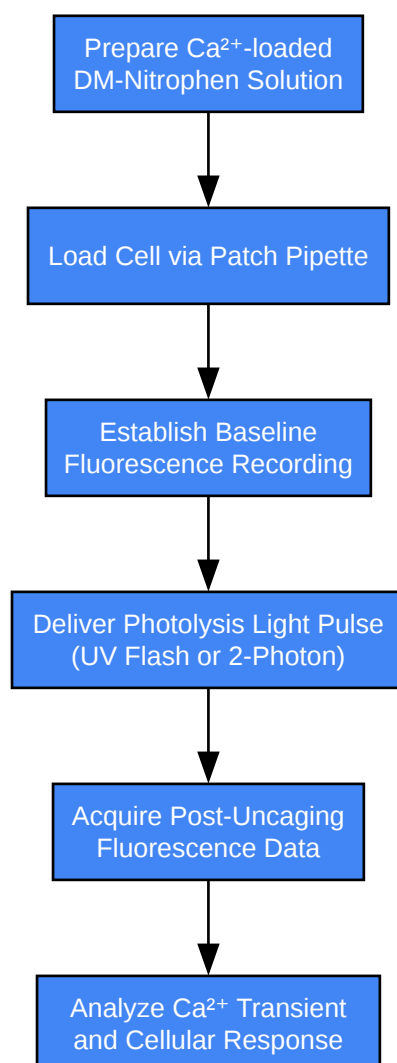 Prepare Ca²⁺-loaded
DM-Nitrophen Solution
Load Cell via Patch Pipette
Establish Baseline
Fluorescence Recording
Deliver Photolysis Light Pulse
(UV Flash or 2-Photon)
Acquire Post-Uncaging
Fluorescence Data
Analyze Ca²⁺ Transient
and Cellular Response